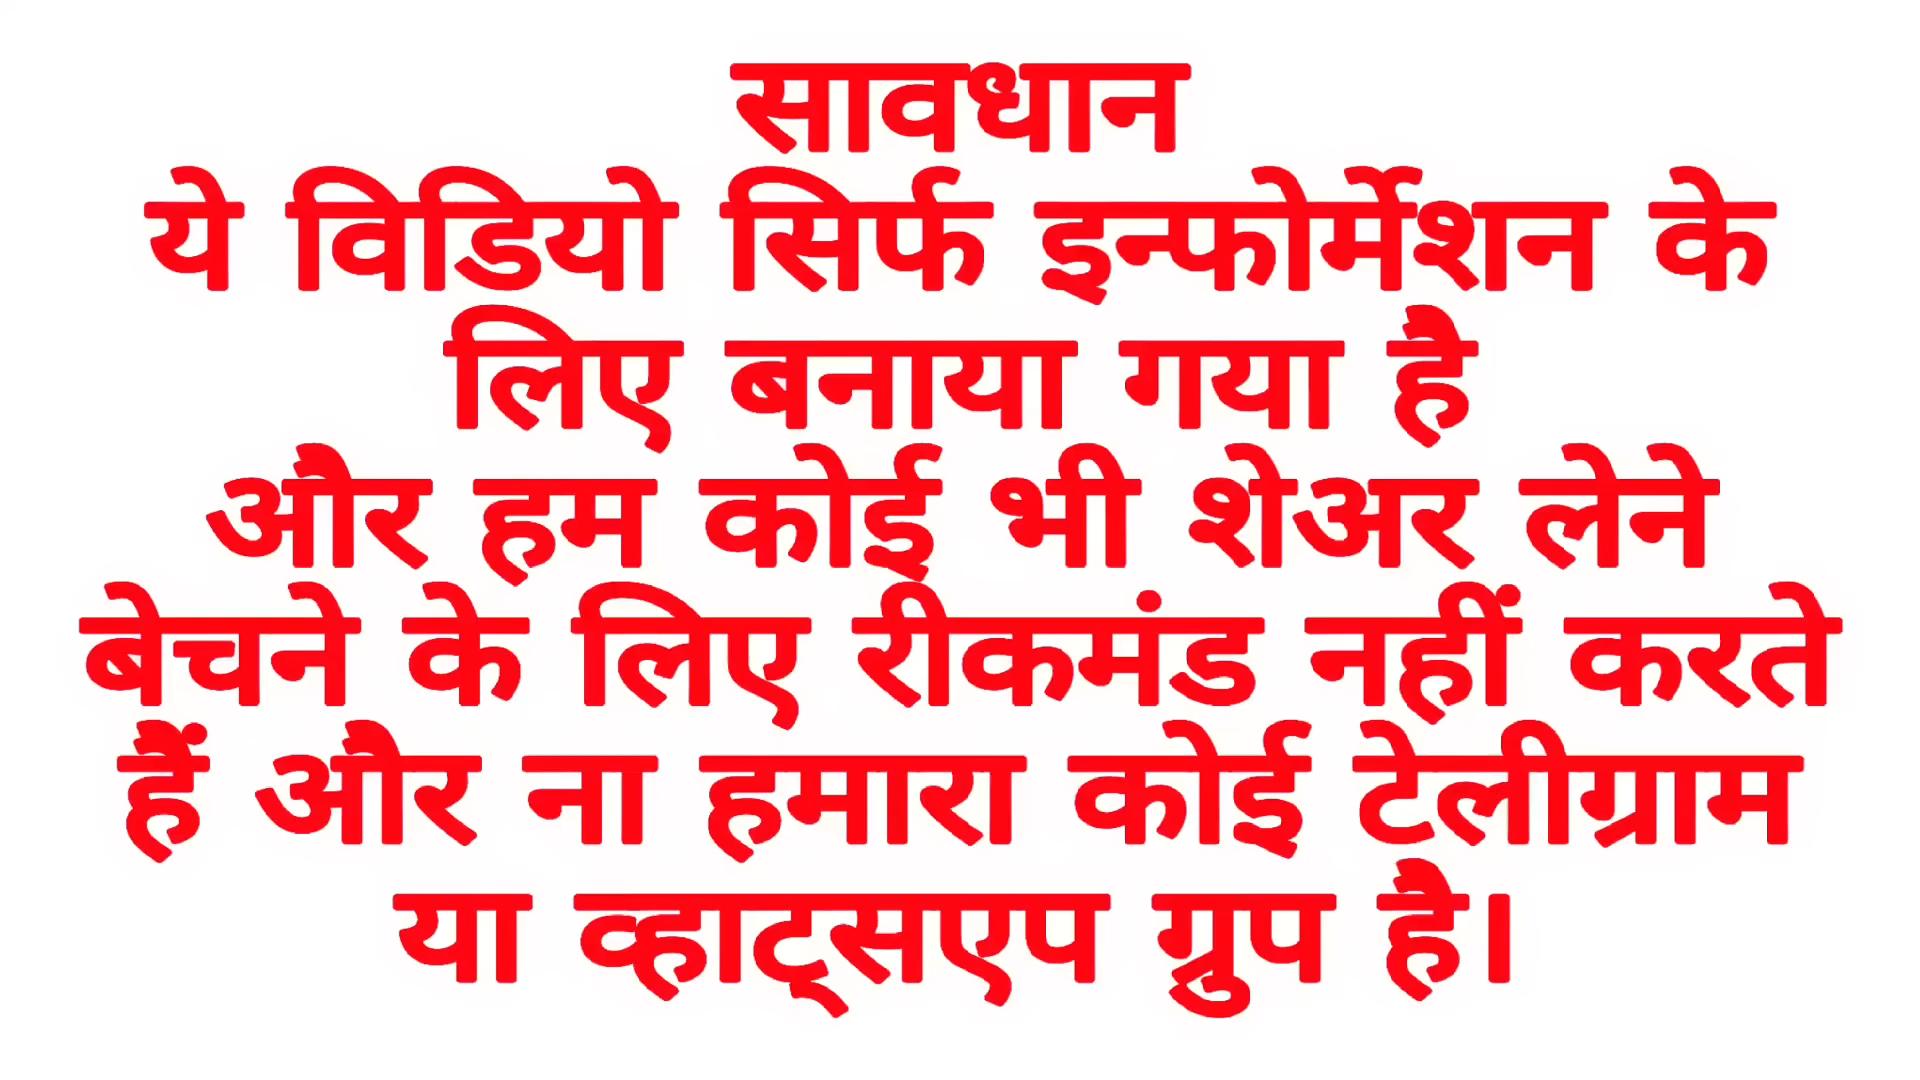 सावधान
ये विडियो सिर्फ इन्फोर्मेशन के
लिए बनाया गया है
और हम कोई भी शेअर लेने
बेचने के लिए रीकमंड नहीं करते
हैं और ना हमारा कोई टेलीग्राम
या व्हाट्सएप ग्रुप है।